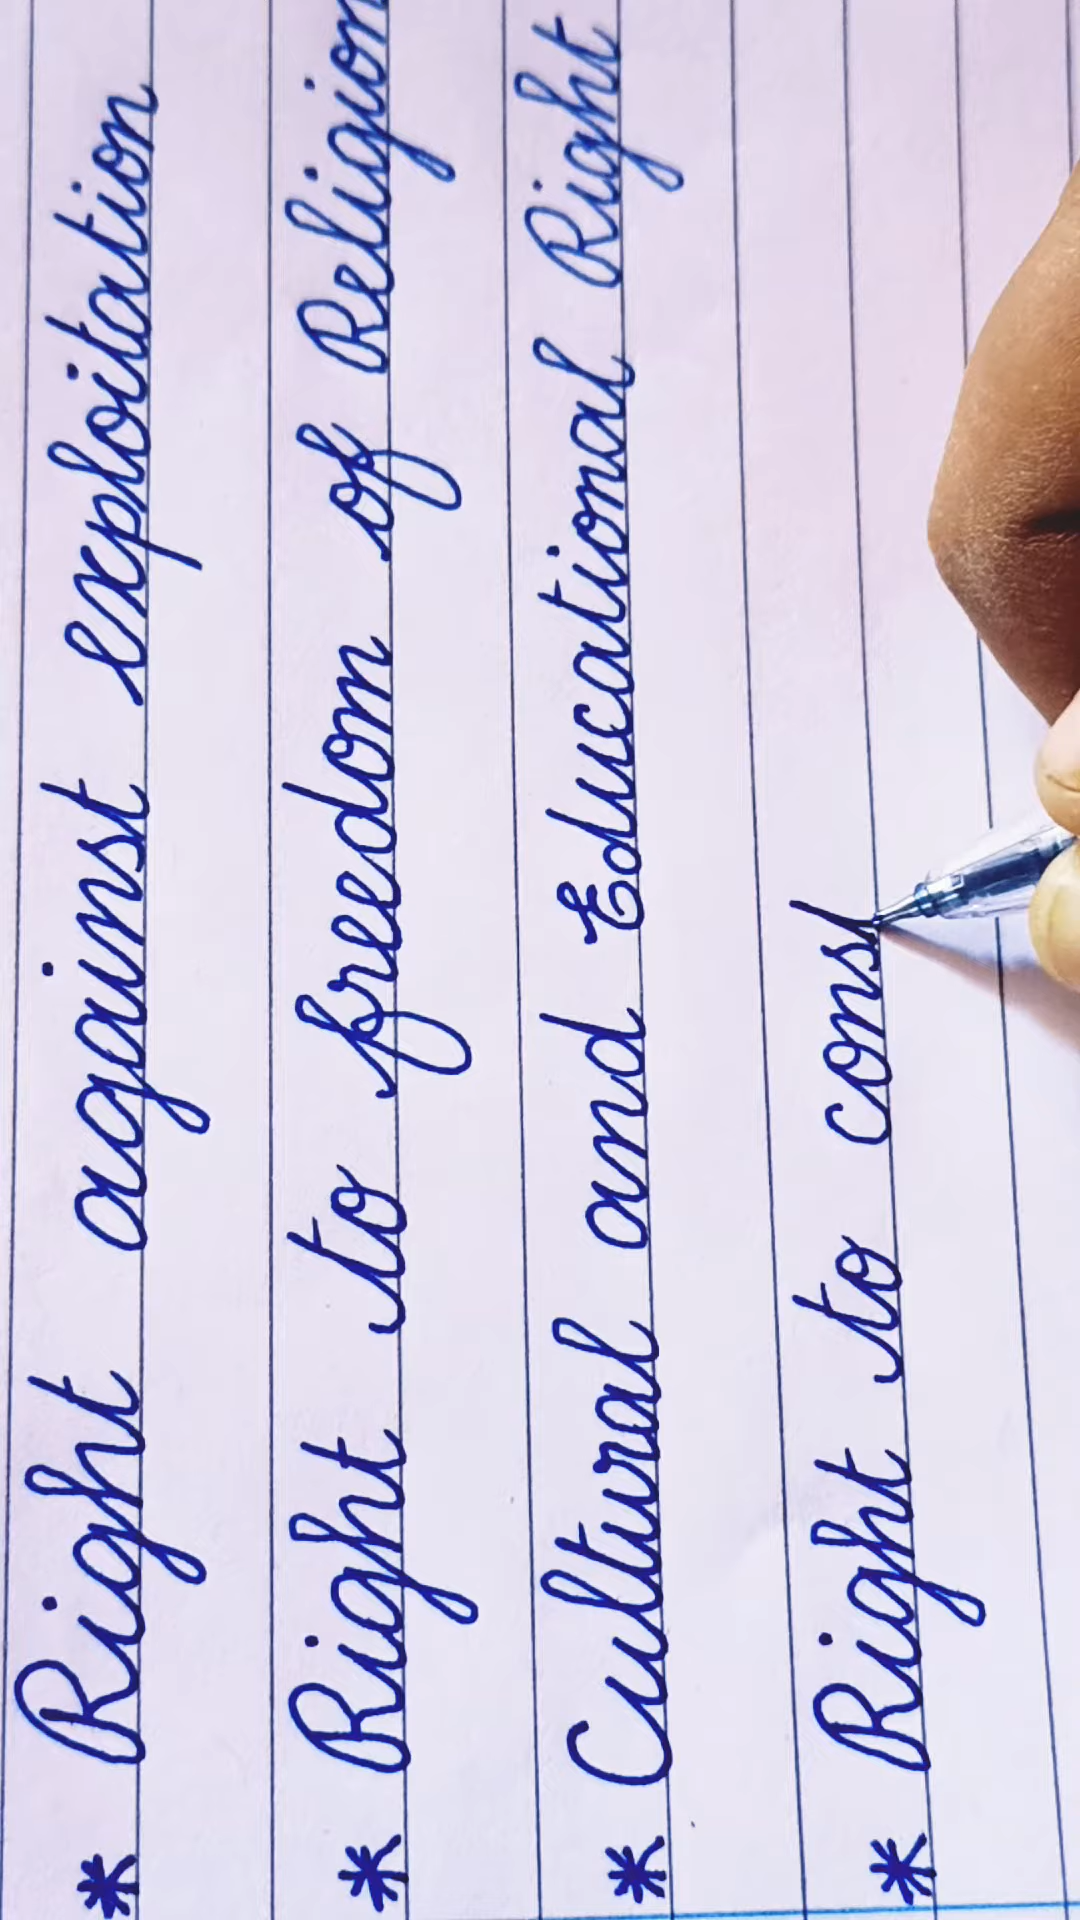 * Right against exploitation
* Right to freedom of Religion
* Cultural and Educational Right
* Right to const